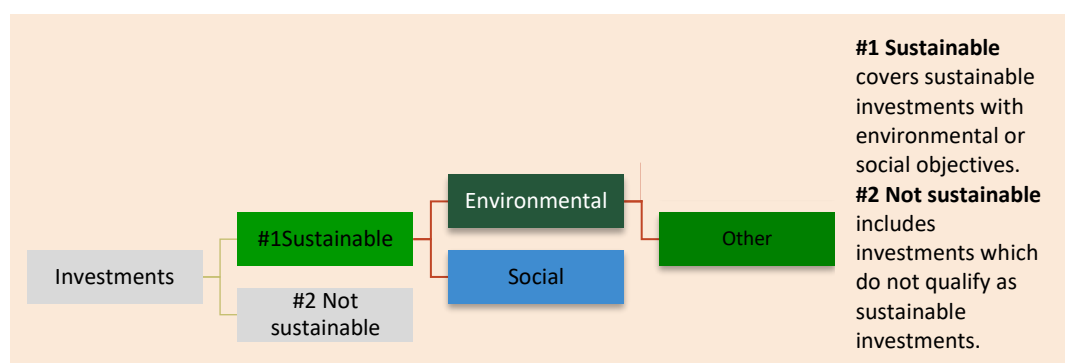 Investments
#1Sustainable
#2 Not
sustainable
Environmental
Social
Other
#1 Sustainable
covers sustainable
investments with
environmental or
social objectives.
#2 Not sustainable
includes
investments which
do not qualify as
sustainable
investments.